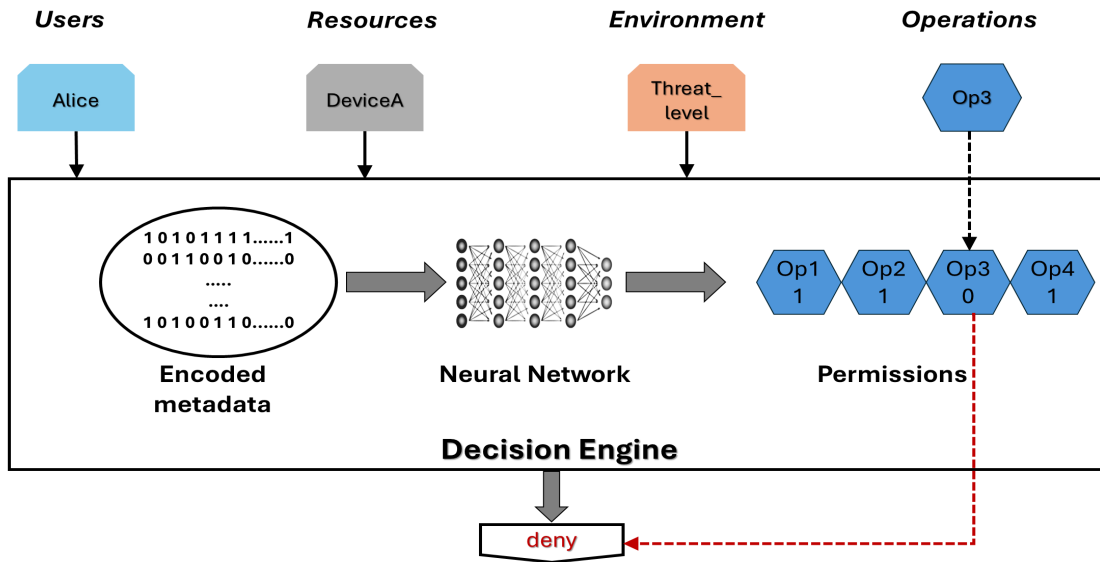 Users
Resources
Environment
Operations
Alice
DeviceA
Threat_
level
Op3
1 0 1 0 1 1 1 1......1
0 0 1 1 0 0 1 0......0
.....
....
1 0 1 0 0 1 1 0......0
Op1
1
Op2
1
Op3
0
Op4
1
Encoded
metadata
Neural Network
Permissions
Decision Engine
deny